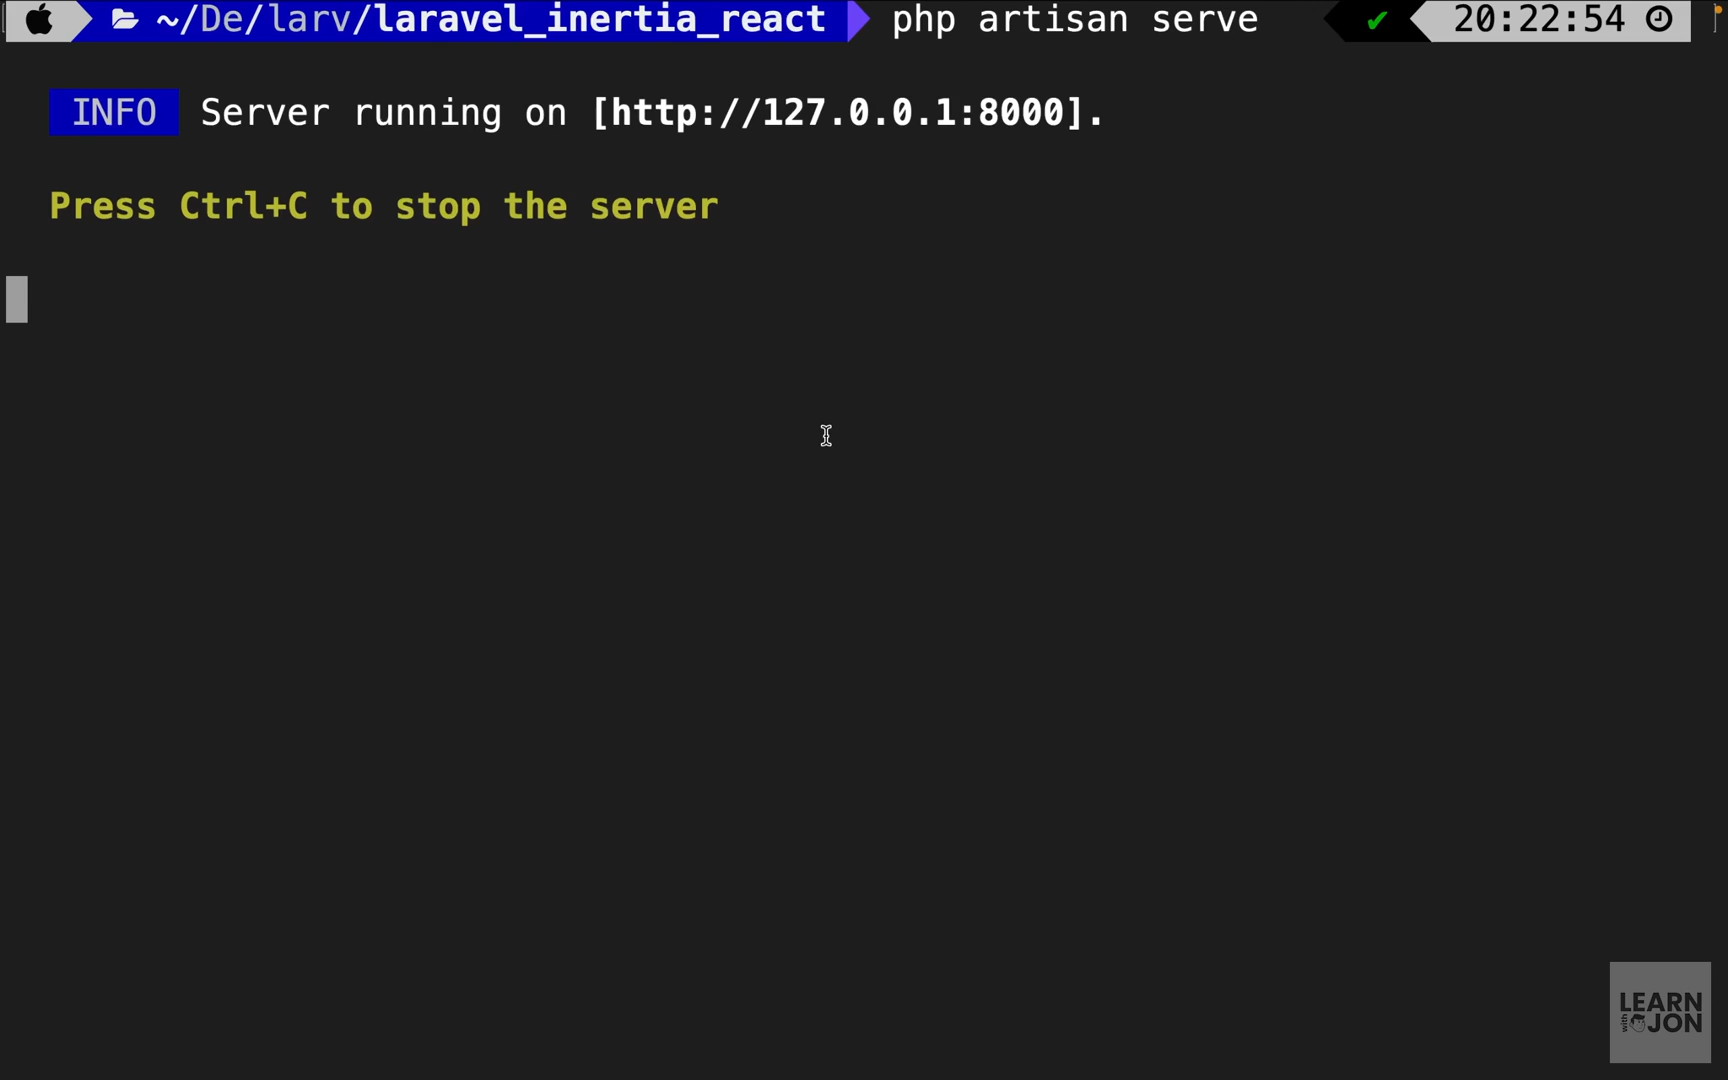 ~/De/larv/laravel_inertia_react php artisan serve ✔ 20:22:54
INFO Server running on [http://127.0.0.1:8000].
Press Ctrl+C to stop the server
LEARN
with JON